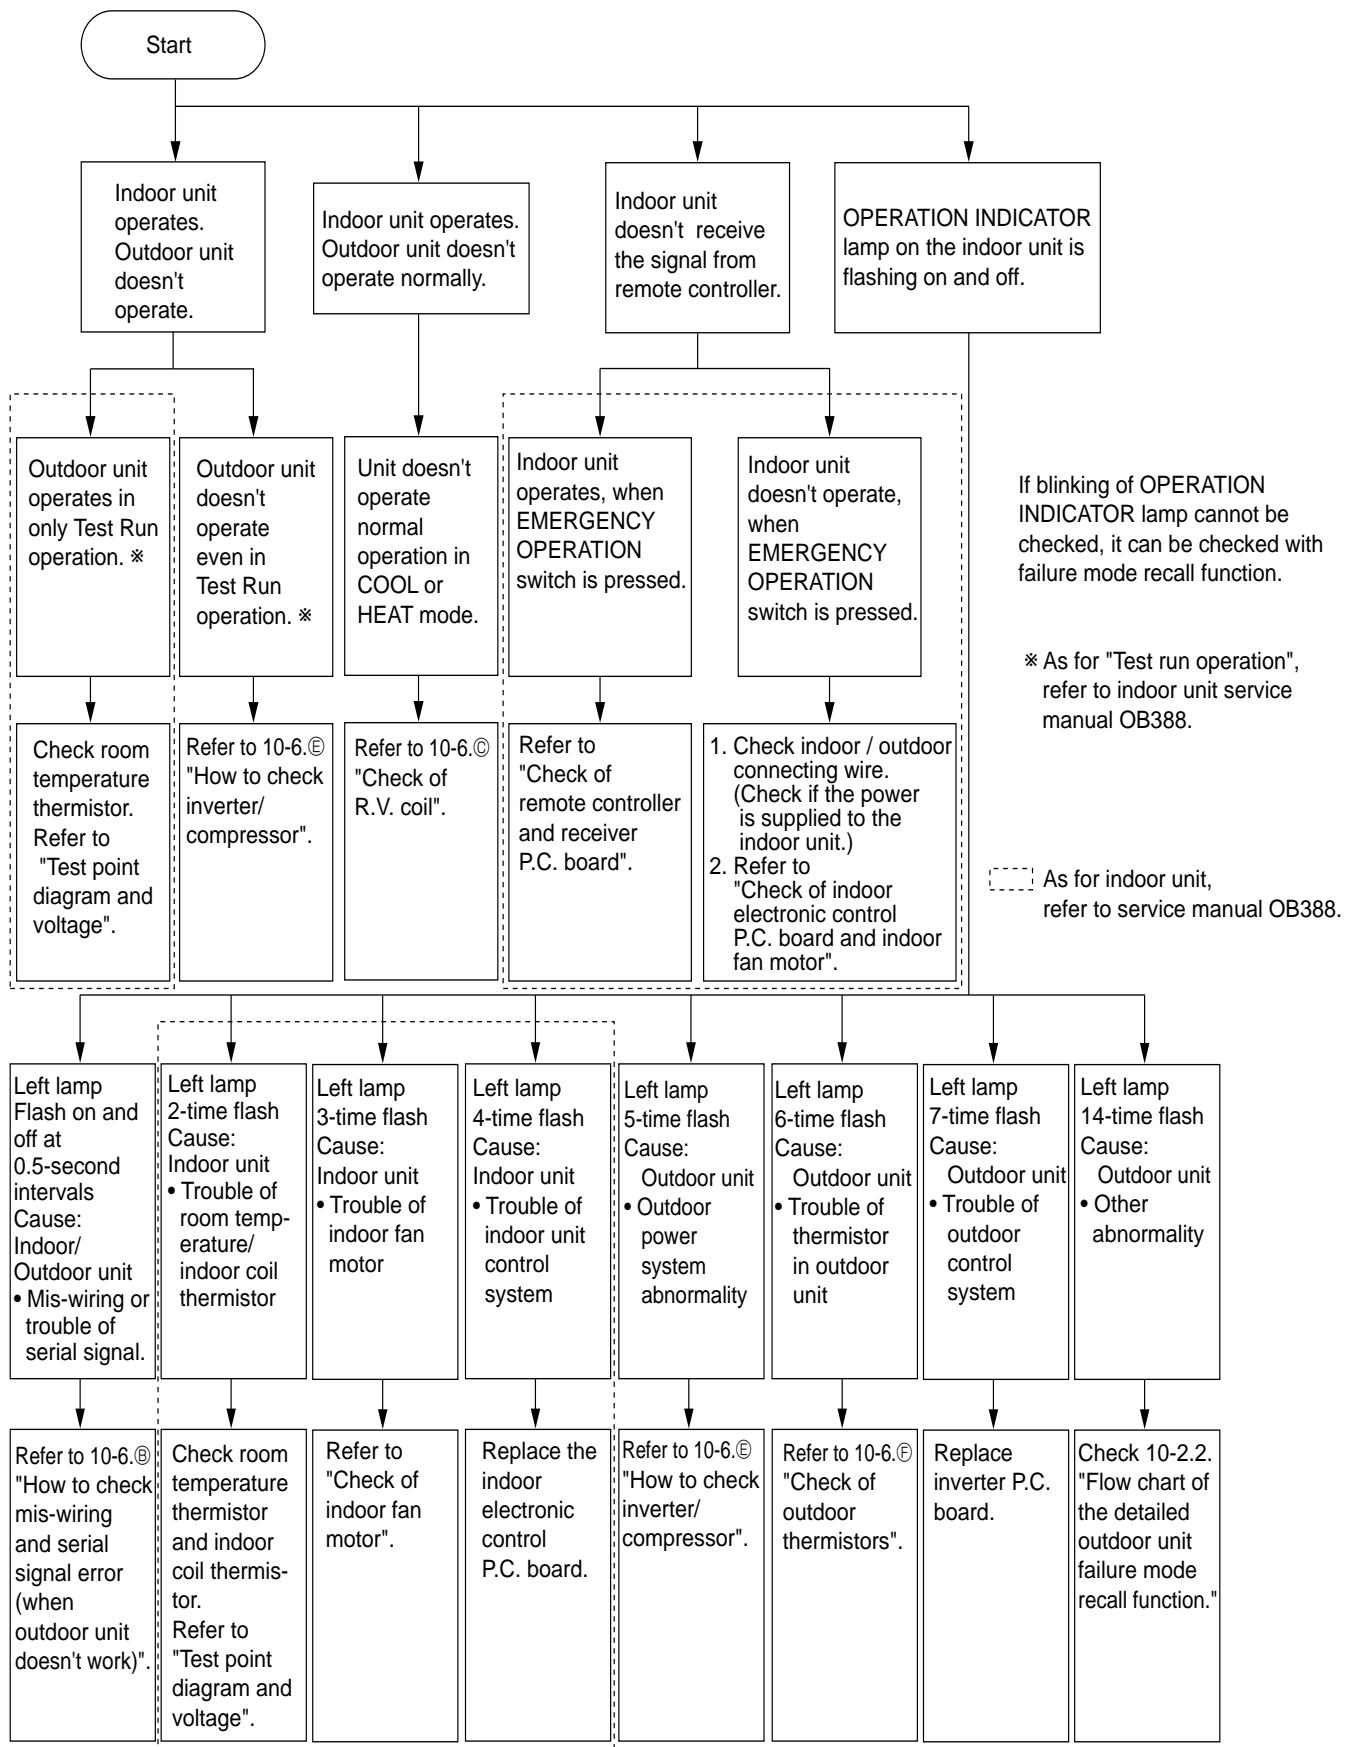 Start
Indoor unit
operates.
Outdoor unit
doesn't
operate.
Indoor unit operates.
Outdoor unit doesn't
operate normally.
Indoor unit
doesn't receive
the signal from
remote controller.
OPERATION INDICATOR
lamp on the indoor unit is
flashing on and off.
Outdoor unit
operates in
only Test Run
operation. ※
Outdoor unit
doesn't
operate
even in
Test Run
operation. ※
Unit doesn't
operate
normal
operation in
COOL or
HEAT mode.
Indoor unit
operates, when
EMERGENCY
OPERATION
switch is pressed.
Indoor unit
doesn't operate,
when
EMERGENCY
OPERATION
switch is pressed.
If blinking of OPERATION
INDICATOR lamp cannot be
checked, it can be checked with
failure mode recall function.
※ As for "Test run operation",
refer to indoor unit service
manual OB388.
Check room
temperature
thermistor.
Refer to
"Test point
diagram and
voltage".
Refer to 10-6.Ⓔ
"How to check
inverter/
compressor".
Refer to 10-6.Ⓒ
"Check of
R.V. coil".
Refer to
"Check of
remote controller
and receiver
P.C. board".
1. Check indoor / outdoor
connecting wire.
(Check if the power
is supplied to the
indoor unit.)
2. Refer to
"Check of indoor
electronic control
P.C. board and indoor
fan motor".
As for indoor unit,
refer to service manual OB388.
Left lamp
Flash on and
off at
0.5-second
intervals
Cause:
Indoor/
Outdoor unit
• Mis-wiring or
trouble of
serial signal.
Left lamp
2-time flash
Cause:
Indoor unit
• Trouble of
room temp-
erature/
indoor coil
thermistor
Left lamp
3-time flash
Cause:
Indoor unit
• Trouble of
indoor fan
motor
Left lamp
4-time flash
Cause:
Indoor unit
• Trouble of
indoor unit
control
system
Left lamp
5-time flash
Cause:
Outdoor unit
• Outdoor
power
system
abnormality
Left lamp
6-time flash
Cause:
Outdoor unit
• Trouble of
thermistor
in outdoor
unit
Left lamp
7-time flash
Cause:
Outdoor unit
• Trouble of
outdoor
control
system
Left lamp
14-time flash
Cause:
Outdoor unit
• Other
abnormality
Refer to 10-6.Ⓑ
"How to check
mis-wiring
and serial
signal error
(when
outdoor unit
doesn't work)".
Check room
temperature
thermistor
and indoor
coil thermis-
tor.
Refer to
"Test point
diagram and
voltage".
Refer to
"Check of
indoor fan
motor".
Replace the
indoor
electronic
control
P.C. board.
Refer to 10-6.Ⓔ
"How to check
inverter/
compressor".
Refer to 10-6.Ⓕ
"Check of
outdoor
thermistors".
Replace
inverter P.C.
board.
Check 10-2.2.
"Flow chart of
the detailed
outdoor unit
failure mode
recall function."